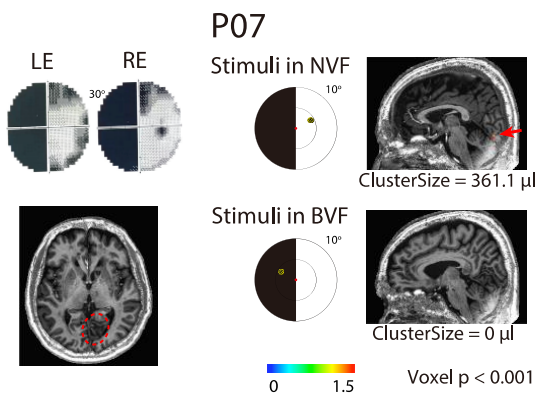 P07
LE
RE
30°
Stimuli in NVF
10°
ClusterSize = 361.1 µl
Stimuli in BVF
10°
ClusterSize = 0 µl
0
1.5
Voxel p < 0.001